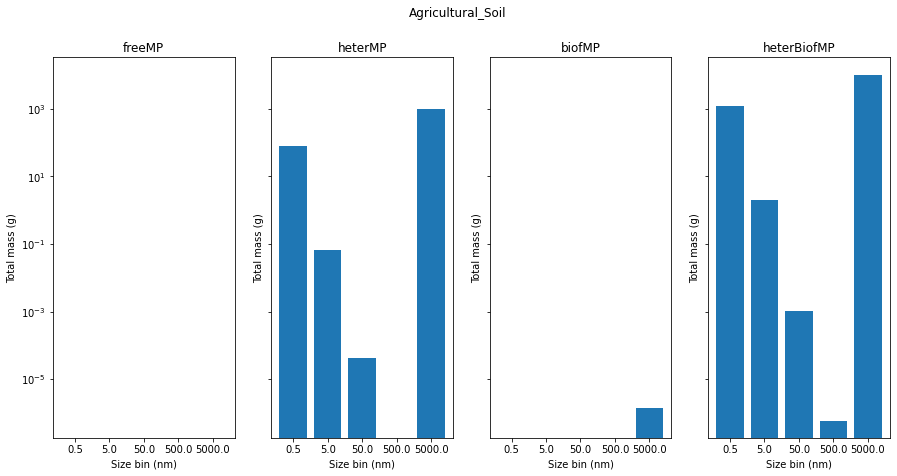 Agricultural_Soil
freeMP
heterMP
biofMP
heterBiofMP
10³
10¹
10⁻¹
10⁻³
10⁻⁵
Total mass (g)
Total mass (g)
Total mass (g)
Total mass (g)
0.5 5.0 50.0 500.0 5000.0
0.5 5.0 50.0 500.0 5000.0
0.5 5.0 50.0 500.0 5000.0
0.5 5.0 50.0 500.0 5000.0
Size bin (nm)
Size bin (nm)
Size bin (nm)
Size bin (nm)